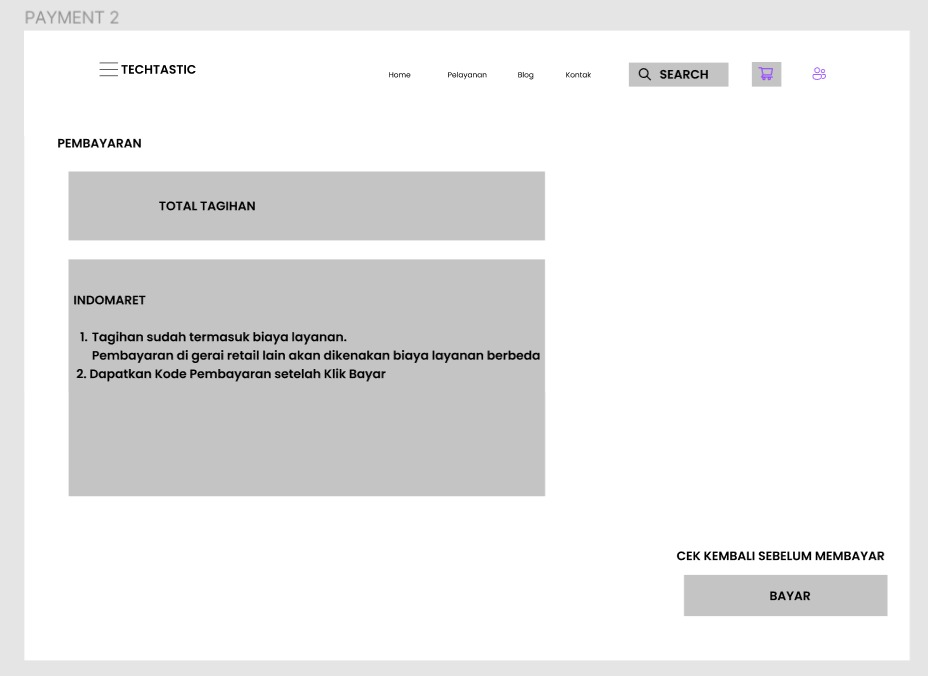 PAYMENT 2
TECHTASTIC
Home
Pelayanan
Blog
Kontak
SEARCH
PEMBAYARAN
TOTAL TAGIHAN
INDOMARET
1. Tagihan sudah termasuk biaya layanan.
Pembayaran di gerai retail lain akan dikenakan biaya layanan berbeda
2. Dapatkan Kode Pembayaran setelah Klik Bayar
CEK KEMBALI SEBELUM MEMBAYAR
BAYAR